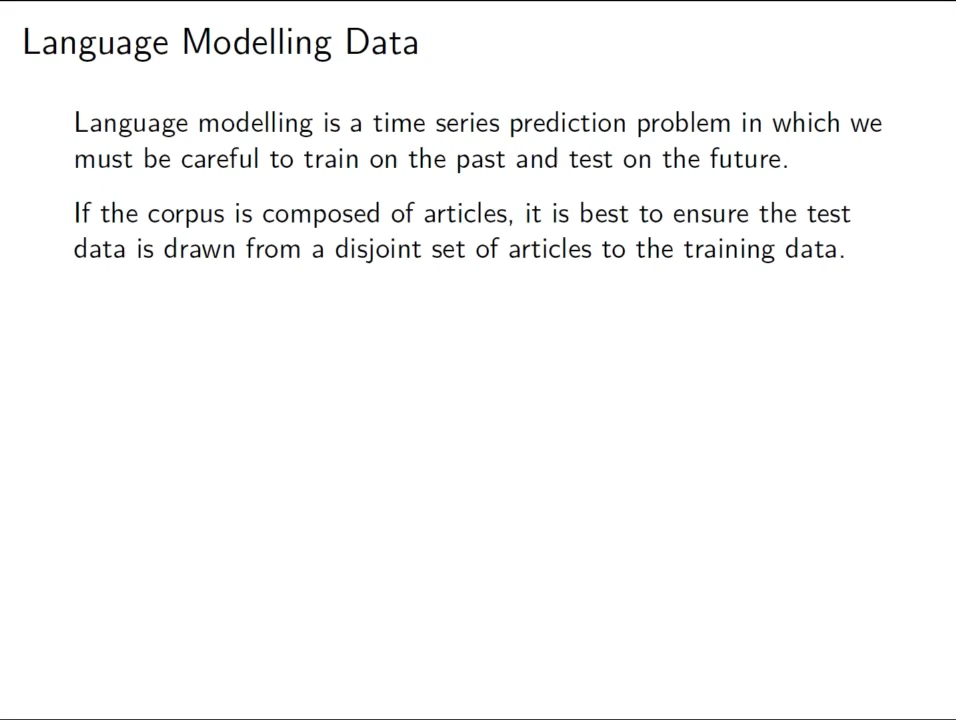 Language Modelling Data
Language modelling is a time series prediction problem in which we
must be careful to train on the past and test on the future.
If the corpus is composed of articles, it is best to ensure the test
data is drawn from a disjoint set of articles to the training data.